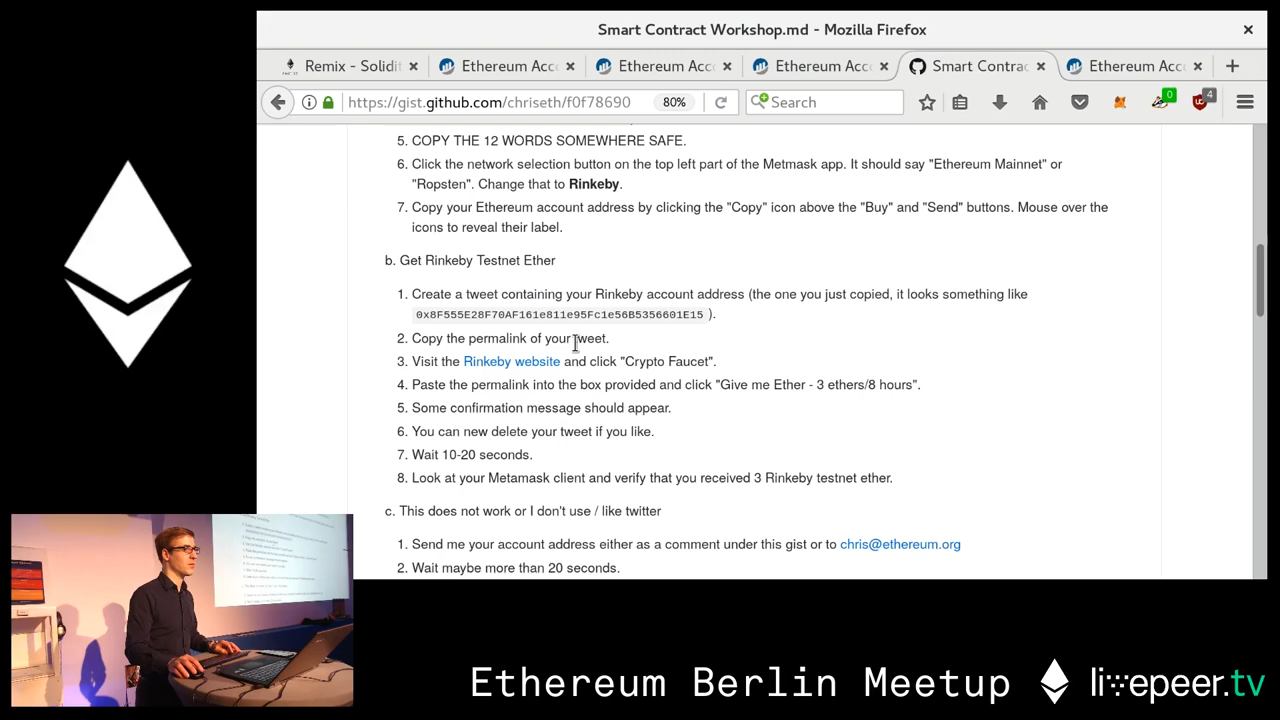 Smart Contract Workshop.md - Mozilla Firefox
Remix - Solidit
Ethereum Acc
Ethereum Acc
Ethereum Acc
Smart Contrac
Ethereum Acc
https://gist.github.com/chriseth/f0f78690
80%
Search
0
4
5. COPY THE 12 WORDS SOMEWHERE SAFE.
6. Click the network selection button on the top left part of the Metmask app. It should say "Ethereum Mainnet" or
"Ropsten". Change that to Rinkeby.
7. Copy your Ethereum account address by clicking the "Copy" icon above the "Buy" and "Send" buttons. Mouse over the
icons to reveal their label.
b. Get Rinkeby Testnet Ether
1. Create a tweet containing your Rinkeby account address (the one you just copied, it looks something like
0x8F555E28F70AF161e811e95Fc1e56B5356601E15 ).
2. Copy the permalink of your tweet.
3. Visit the Rinkeby website and click "Crypto Faucet".
4. Paste the permalink into the box provided and click "Give me Ether - 3 ethers/8 hours".
5. Some confirmation message should appear.
6. You can new delete your tweet if you like.
7. Wait 10-20 seconds.
8. Look at your Metamask client and verify that you received 3 Rinkeby testnet ether.
c. This does not work or I don't use / like twitter
1. Send me your account address either as a comment under this gist or to chris@ethereum.org
2. Wait maybe more than 20 seconds.
Ethereum Berlin Meetup
livepeer.tv